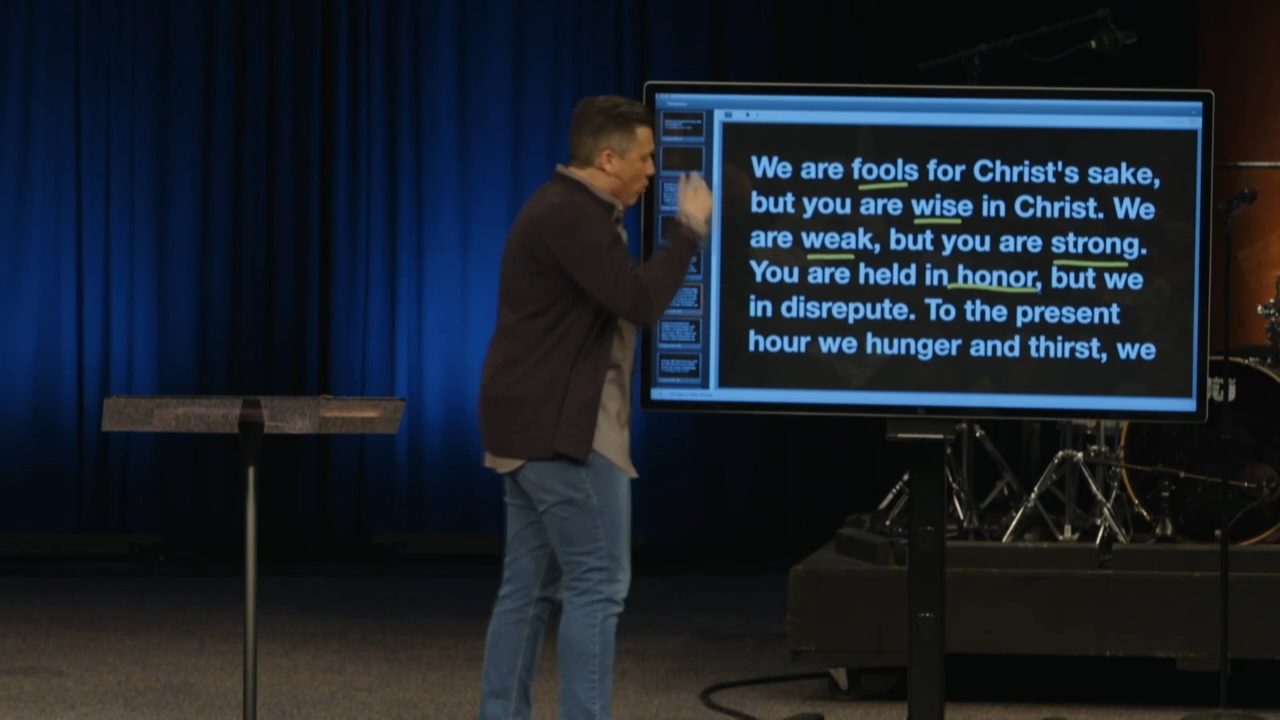 We are fools for Christ's sake,
but you are wise in Christ. We
are weak, but you are strong.
You are held in honor, but we
in disrepute. To the present
hour we hunger and thirst, we